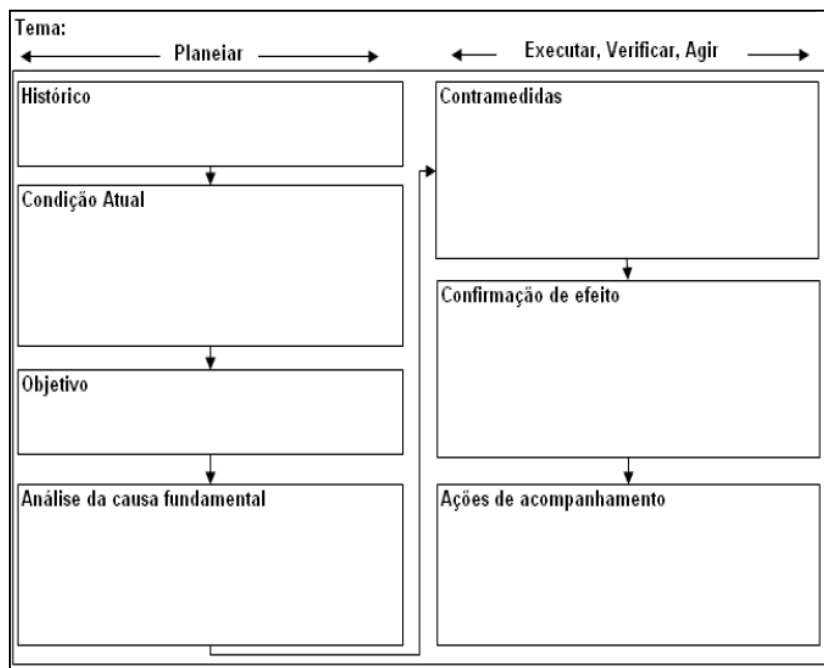 Tema:
Planeiar
Executar, Verificar, Agir
Histórico
Condição Atual
Objetivo
Análise da causa fundamental
Contramedidas
Confirmação de efeito
Ações de acompanhamento